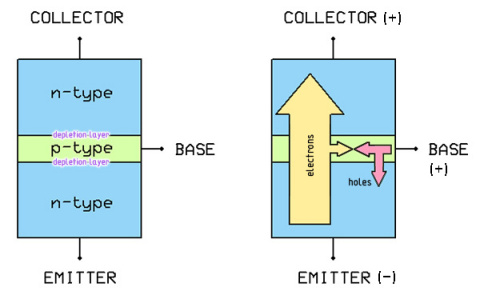 COLLECTOR
n-type
depletion-layer
p-type
depletion-layer
BASE
n-type
EMITTER
COLLECTOR (+)
electrons
holes
BASE
(+)
EMITTER (-)